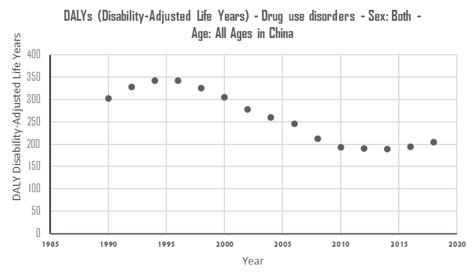 DALYs (Disability-Adjusted Life Years) - Drug use disorders - Sex: Both -
Age: All Ages in China
DALY Disability-Adjusted Life Years
400
350
300
250
200
150
100
50
0
1985 1990 1995 2000 2005 2010 2015 2020
Year